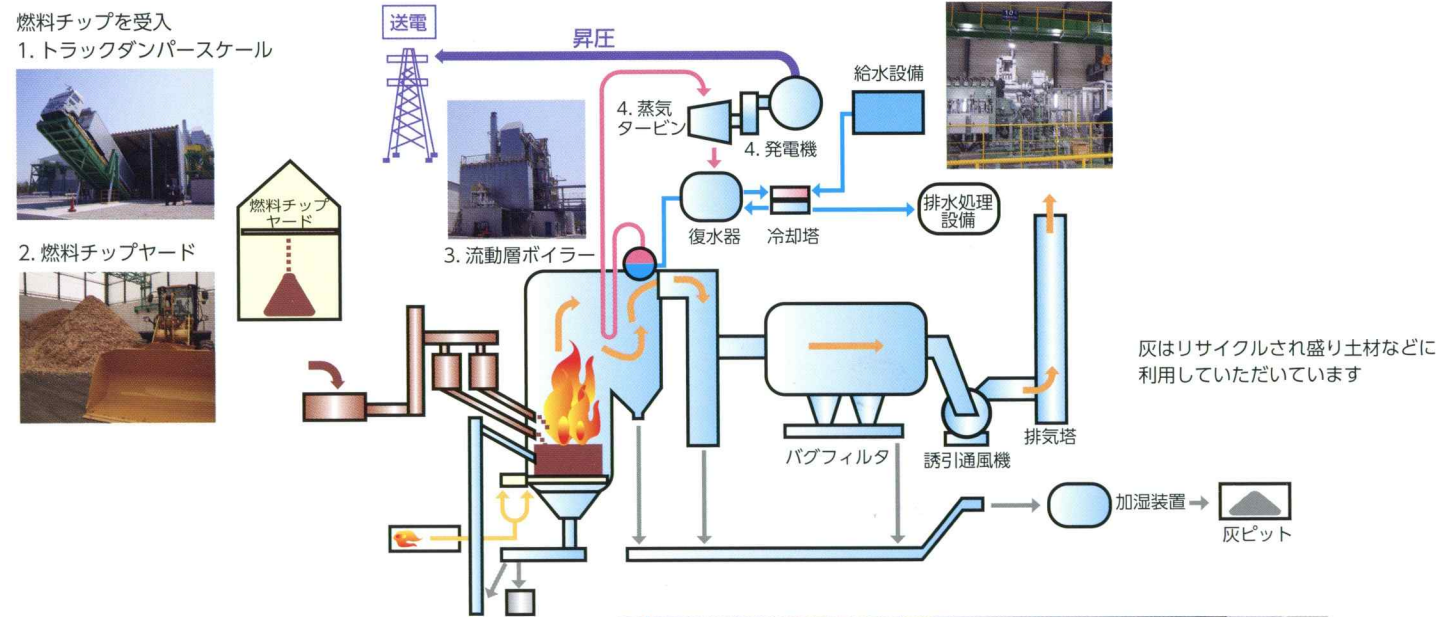 燃料チップを受入
1. トラックダンパースケール
送電
昇圧
給水設備
4. 蒸気
タービン
4. 発電機
燃料チップ
ヤード
排水処理
設備
復水器
冷却塔
2. 燃料チップヤード
3. 流動層ボイラー
灰はリサイクルされ盛り土材などに
利用していただいています
バグフィルタ
誘引通風機
排気塔
加湿装置
灰ピット